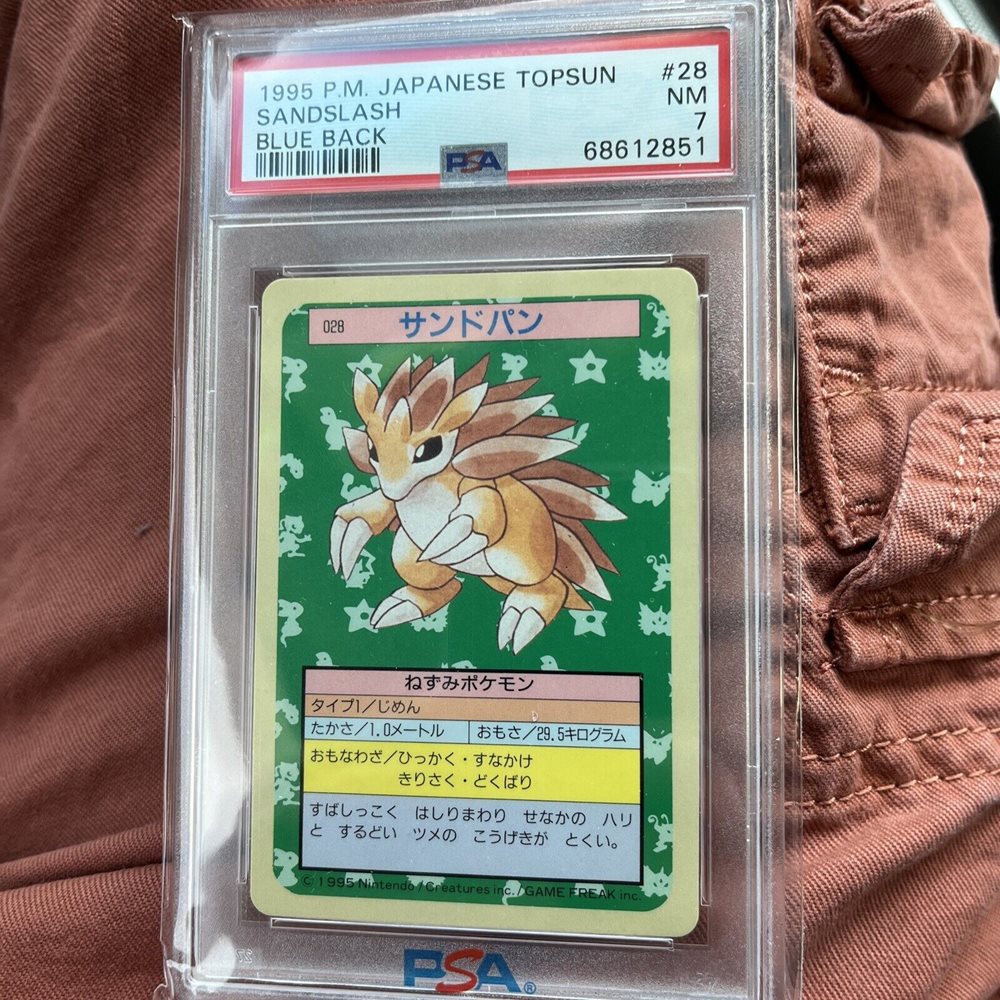 1995 P.M. JAPANESE TOPSUN #28
SANDSLASH NM
BLUE BACK 7
PSA 68612851
028 サンドパン
ねずみポケモン
タイプ1/じめん
たかさ/1.0メートル おもさ/29.5キログラム
おもなわざ/ひっかく・すなかけ
きりさく・どくばり
すばしっこく はしりまわり せなかの ハリ
と するどい ツメの こうげきが とくい。
© 1995 Nintendo/Creatures inc./GAME FREAK inc.
PSA®